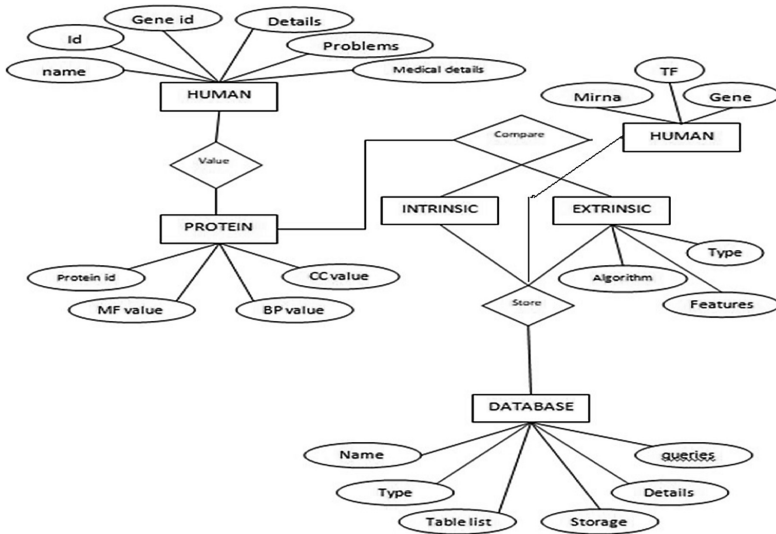 Gene id
Details
Id
Problems
name
Medical details
HUMAN
TF
Mirna
Gene
HUMAN
Compare
Value
INTRINSIC
EXTRINSIC
PROTEIN
Type
Protein id
CC value
Algorithm
MF value
BP value
Store
Features
DATABASE
Name
queries
Type
Details
Table list
Storage